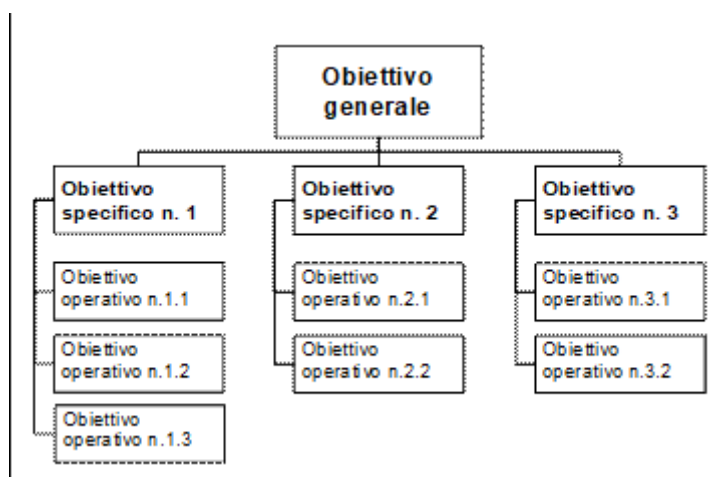 Obiettivo
generale
Obiettivo
specifico n. 1
Obiettivo
specifico n. 2
Obiettivo
specifico n. 3
Obiettivo
operativo n.1.1
Obiettivo
operativo n.2.1
Obiettivo
operativo n.3.1
Obiettivo
operativo n.1.2
Obiettivo
operativo n.2.2
Obiettivo
operativo n.3.2
Obiettivo
operativo n.1.3